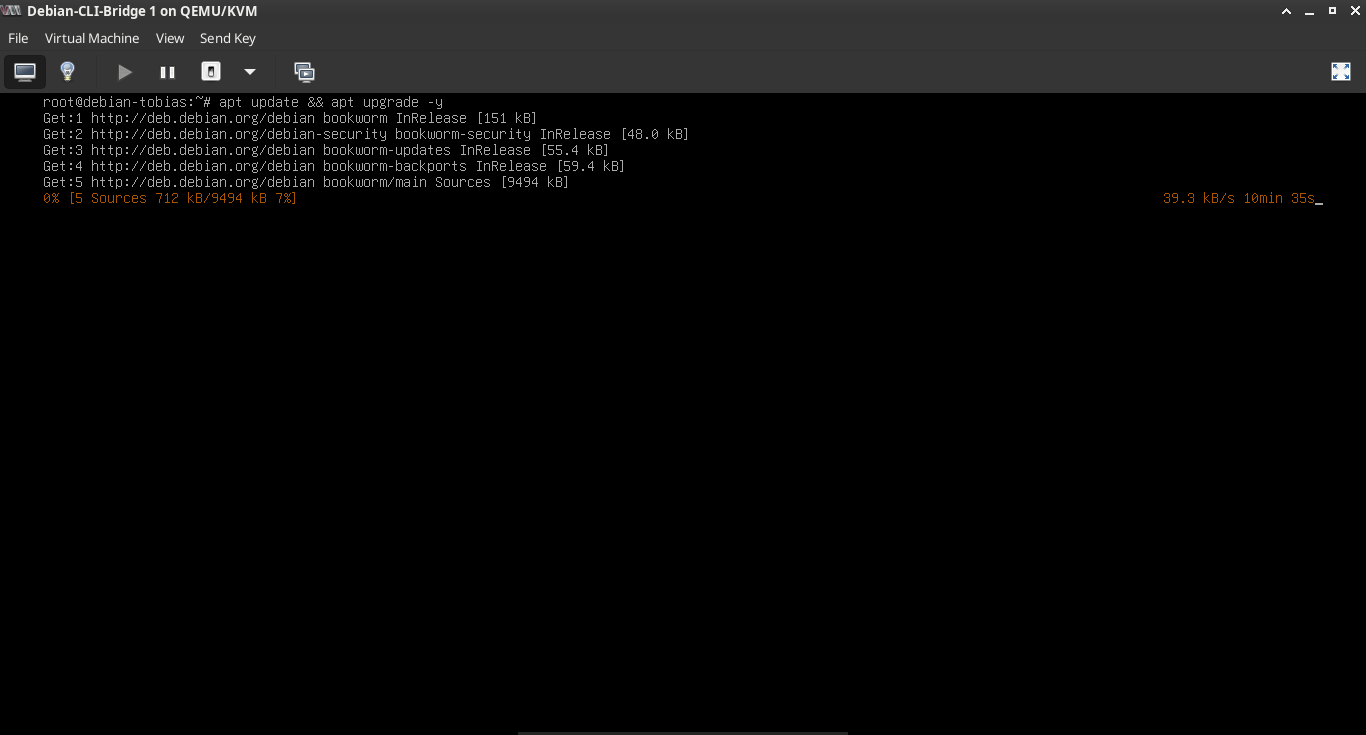 Debian-CLI-Bridge 1 on QEMU/KVM
File Virtual Machine View Send Key
root@debian-tobias:~# apt update && apt upgrade -y
Get:1 http://deb.debian.org/debian bookworm InRelease [151 kB]
Get:2 http://deb.debian.org/debian-security bookworm-security InRelease [48.0 kB]
Get:3 http://deb.debian.org/debian bookworm-updates InRelease [55.4 kB]
Get:4 http://deb.debian.org/debian bookworm-backports InRelease [59.4 kB]
Get:5 http://deb.debian.org/debian bookworm/main Sources [9494 kB]
0% [5 Sources 712 kB/9494 kB 7%] 39.3 kB/s 10min 35s_